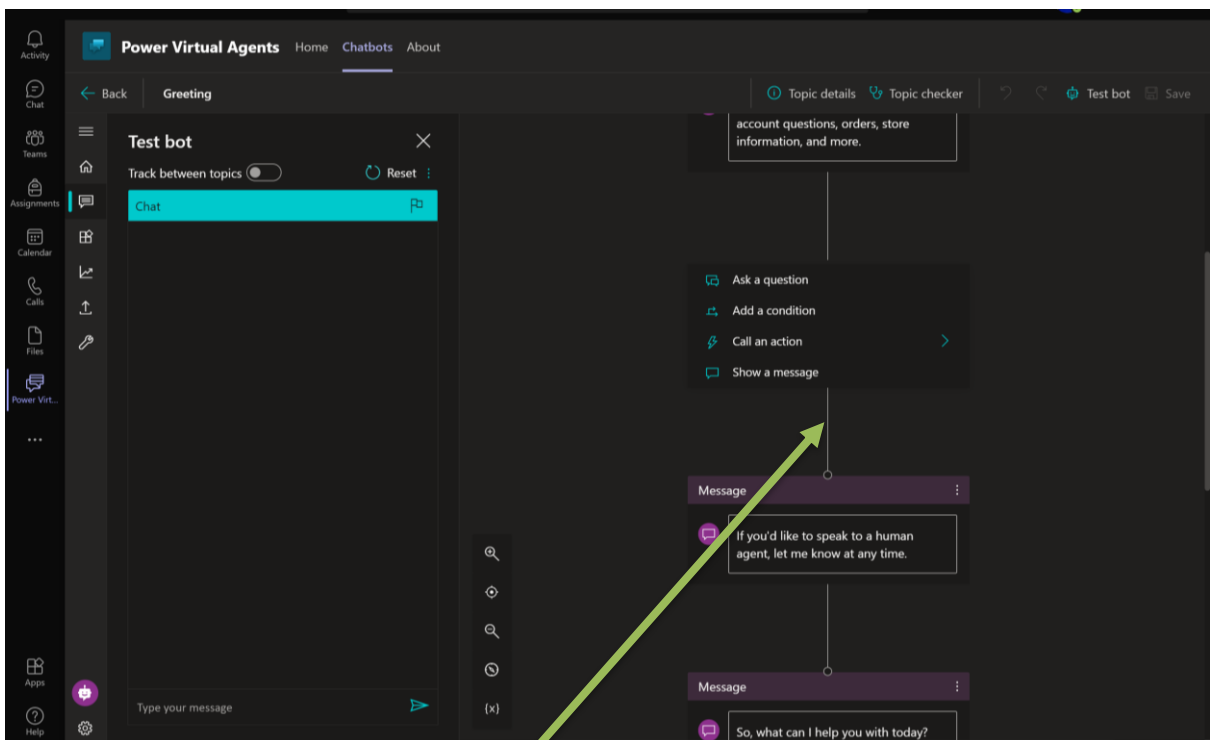 Activity
Chat
Teams
Assignments
Calendar
Calls
Files
Power Virt...
Apps
Help
Power Virtual Agents Home Chatbots About
Back Greeting Topic details Topic checker Test bot Save
Test bot
Track between topics Reset
Chat
Type your message
account questions, orders, store
information, and more.
Ask a question
Add a condition
Call an action
Show a message
Message
If you'd like to speak to a human
agent, let me know at any time.
Message
So, what can I help you with today?
{x}